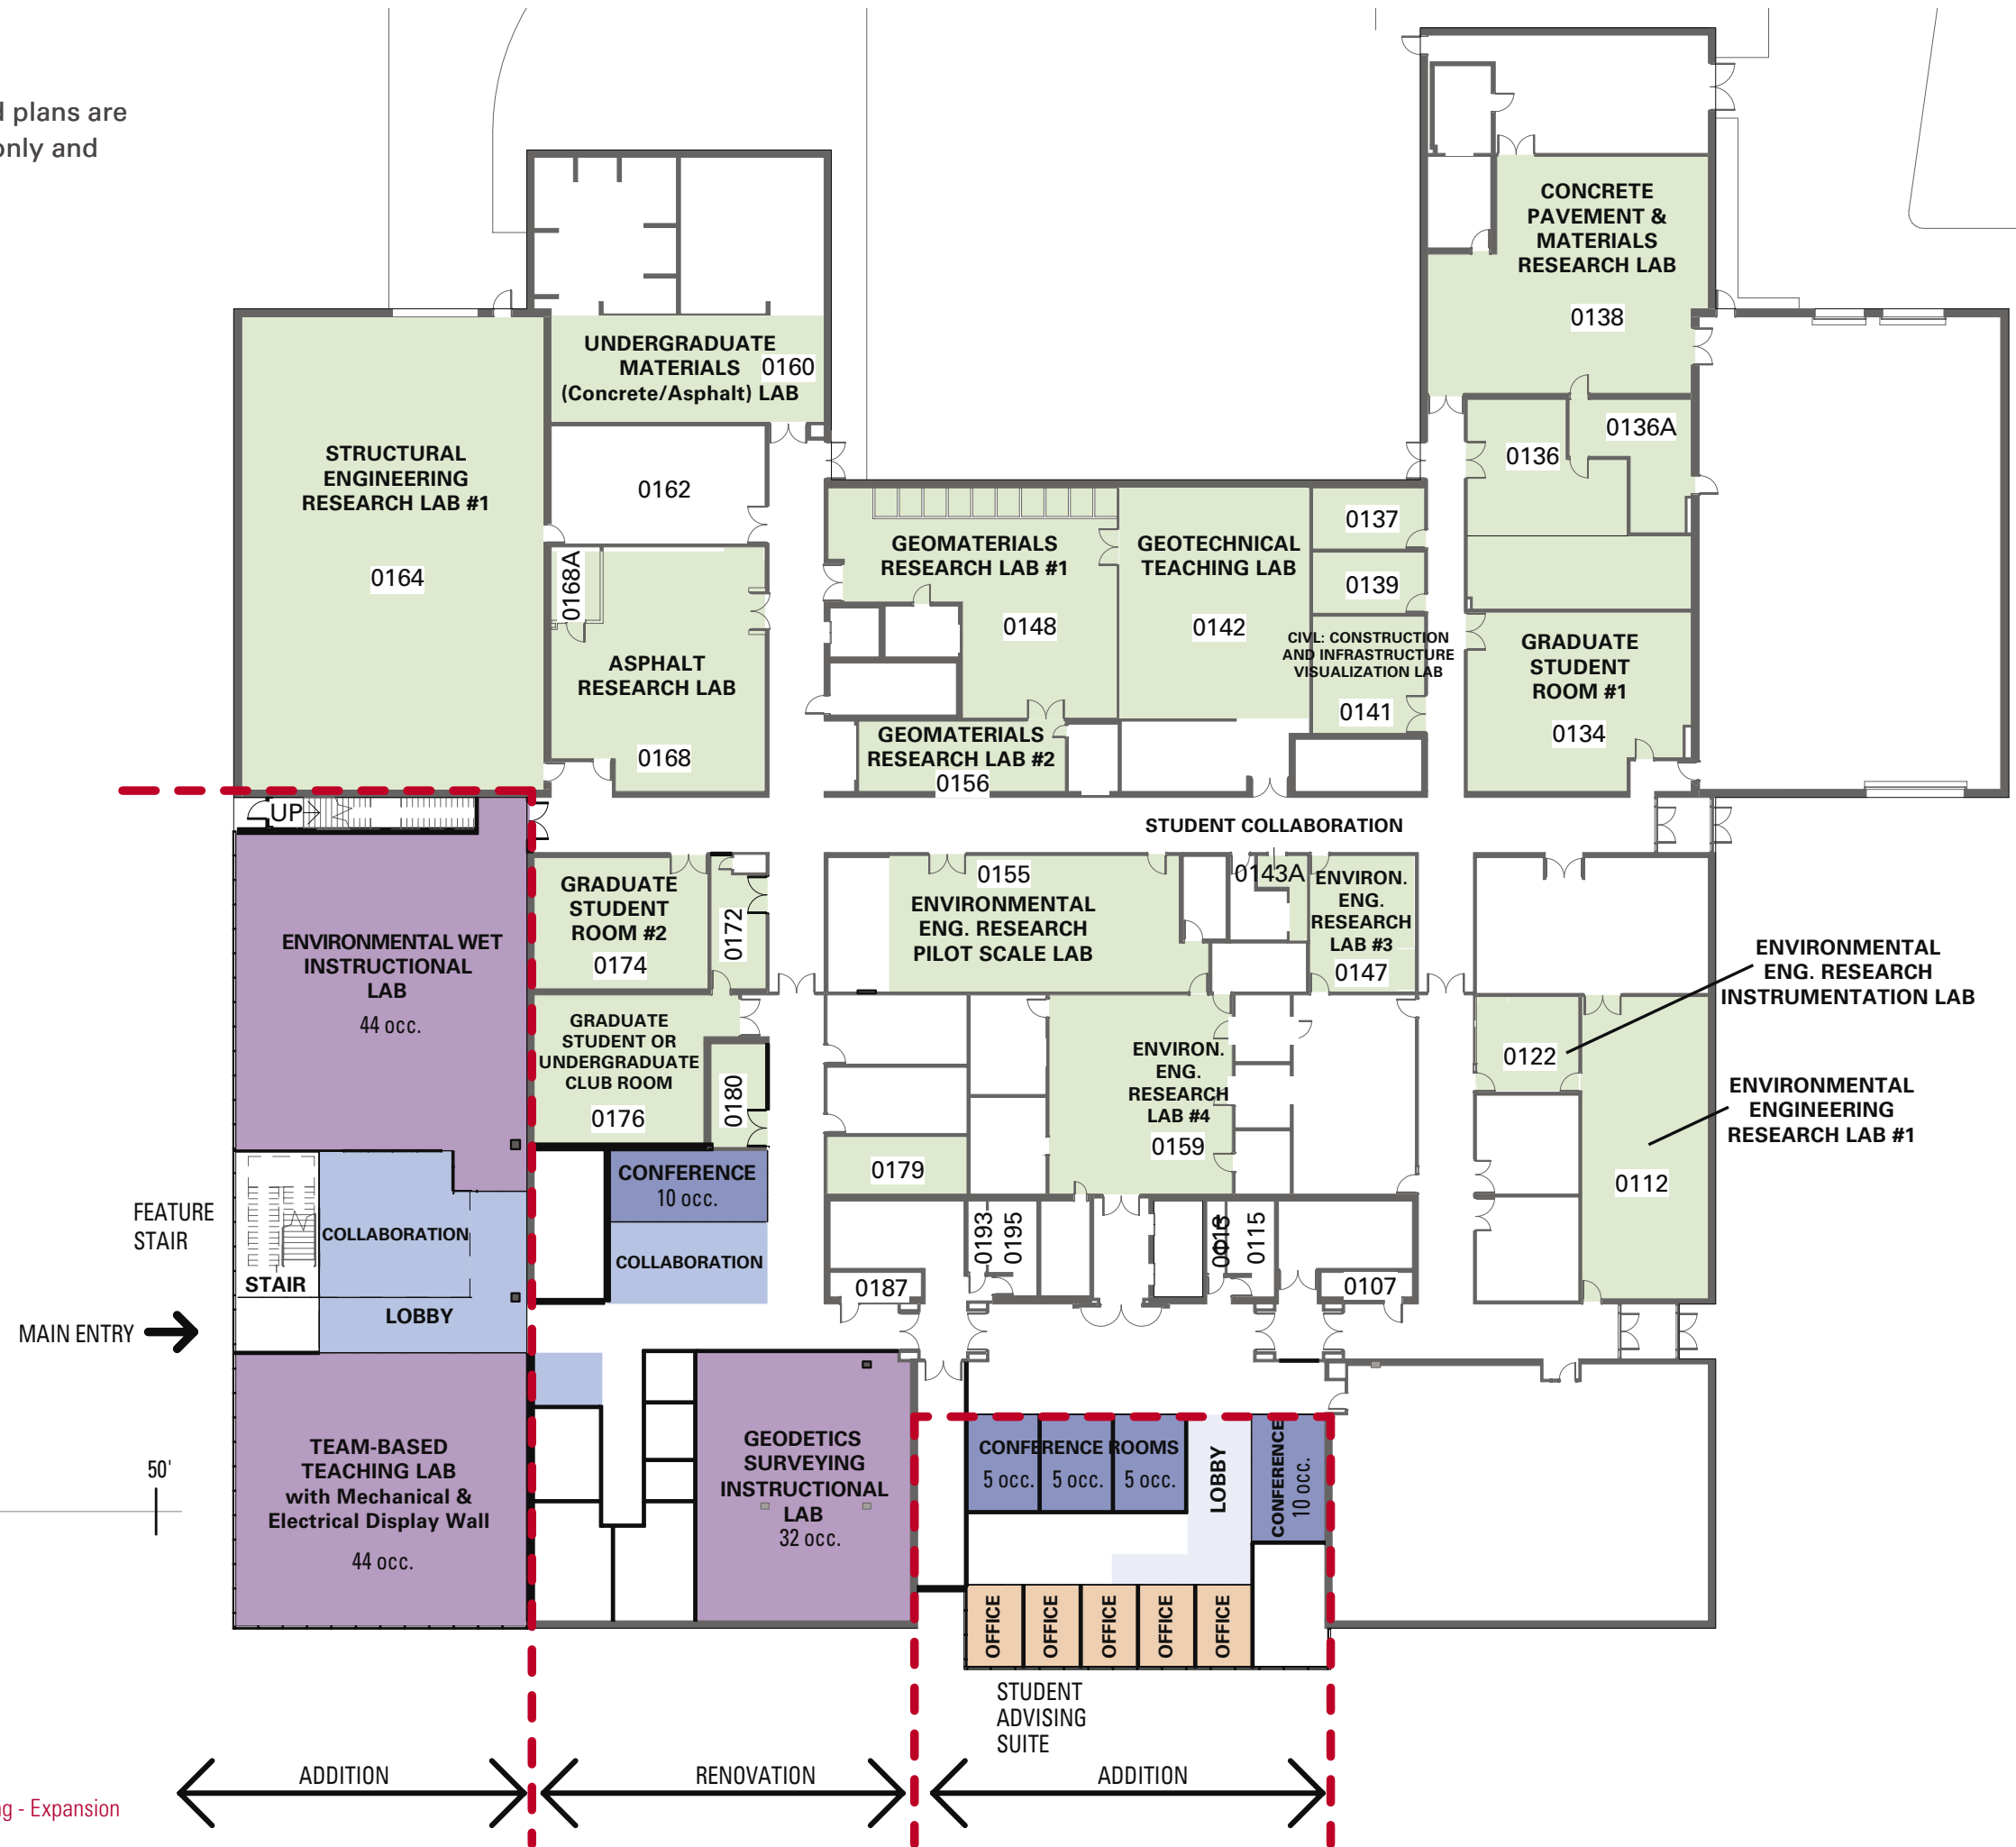 d plans are
only and
CONCRETE
PAVEMENT &
MATERIALS
RESEARCH LAB
0138
UNDERGRADUATE
MATERIALS
(Concrete/Asphalt) LAB
0160
STRUCTURAL
ENGINEERING
RESEARCH LAB #1
0164
0162
0168A
ASPHALT
RESEARCH LAB
0168
GEOMATERIALS
RESEARCH LAB #1
0148
GEOTECHNICAL
TEACHING LAB
0142
0137
0139
CIVL: CONSTRUCTION
AND INFRASTRUCTURE
VISUALIZATION LAB
0141
0136
0136A
GRADUATE
STUDENT
ROOM #1
0134
GEOMATERIALS
RESEARCH LAB #2
0156
UP
STUDENT COLLABORATION
ENVIRONMENTAL WET
INSTRUCTIONAL
LAB
44 occ.
GRADUATE
STUDENT
ROOM #2
0174
0172
0155
ENVIRONMENTAL
ENG. RESEARCH
PILOT SCALE LAB
0143A
ENVIRON.
ENG.
RESEARCH
LAB #3
0147
ENVIRONMENTAL
ENG. RESEARCH
INSTRUMENTATION LAB
GRADUATE
STUDENT OR
UNDERGRADUATE
CLUB ROOM
0176
0180
ENVIRON.
ENG.
RESEARCH
LAB #4
0159
0122
ENVIRONMENTAL
ENGINEERING
RESEARCH LAB #1
0112
0179
CONFERENCE
10 occ.
COLLABORATION
FEATURE
STAIR
COLLABORATION
STAIR
LOBBY
MAIN ENTRY
0193
0195
0115
0187
0107
TEAM-BASED
TEACHING LAB
with Mechanical &
Electrical Display Wall
44 occ.
GEODETICS
SURVEYING
INSTRUCTIONAL
LAB
32 occ.
CONFERENCE ROOMS
5 occ.
5 occ.
5 occ.
LOBBY
CONFERENCE
10 occ.
50'
OFFICE
OFFICE
OFFICE
OFFICE
OFFICE
STUDENT
ADVISING
SUITE
ADDITION
RENOVATION
ADDITION
ng - Expansion